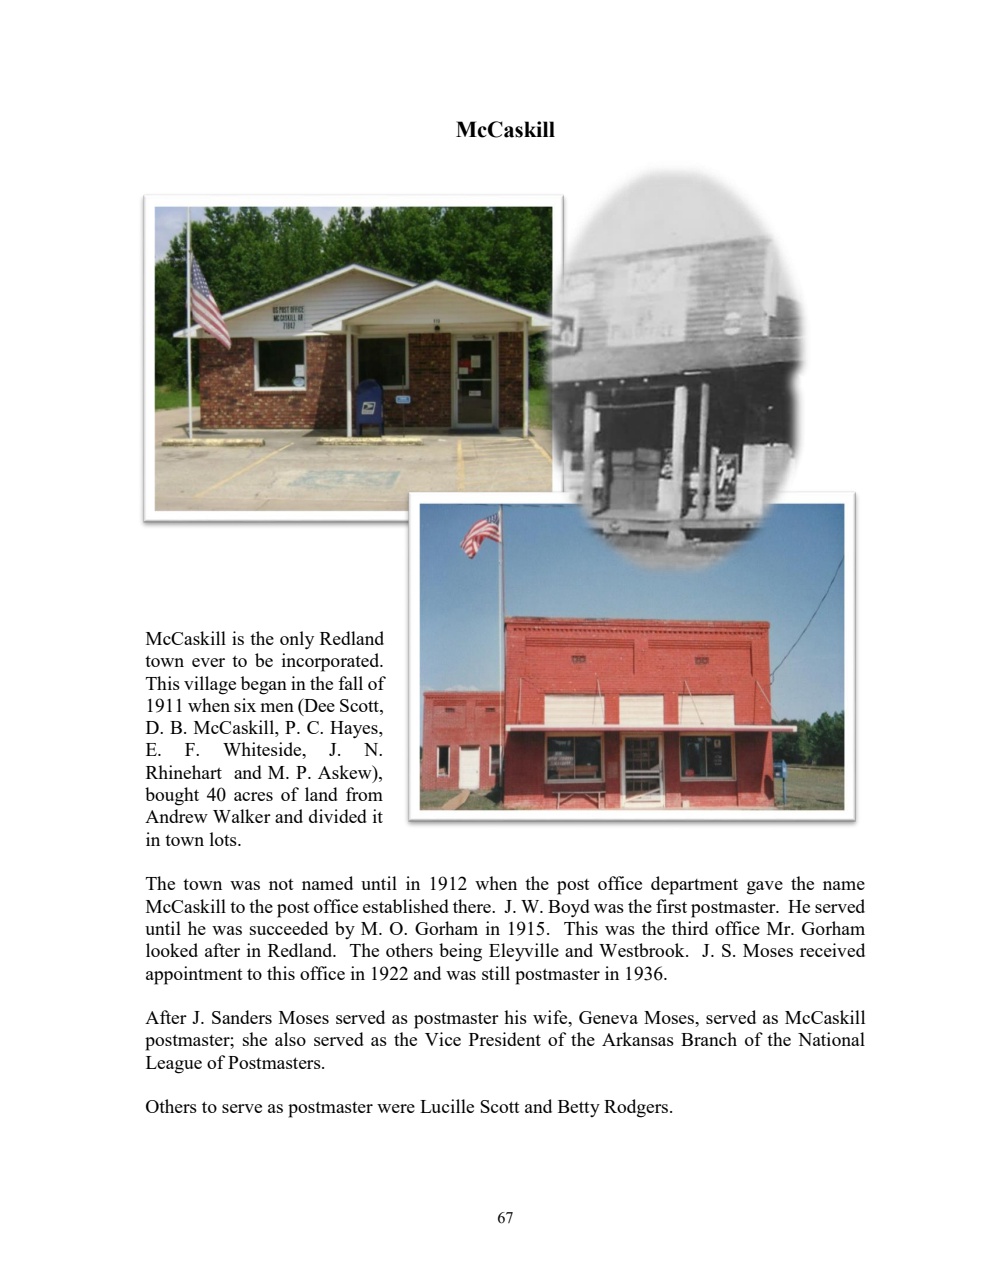 McCaskill
US POST OFFICE
MCCASKILL AR
71847
McCaskill is the only Redland
town ever to be incorporated.
This village began in the fall of
1911 when six men (Dee Scott,
D. B. McCaskill, P. C. Hayes,
E. F. Whiteside, J. N.
Rhinehart and M. P. Askew),
bought 40 acres of land from
Andrew Walker and divided it
in town lots.
The town was not named until in 1912 when the post office department gave the name
McCaskill to the post office established there. J. W. Boyd was the first postmaster. He served
until he was succeeded by M. O. Gorham in 1915. This was the third office Mr. Gorham
looked after in Redland. The others being Eleyville and Westbrook. J. S. Moses received
appointment to this office in 1922 and was still postmaster in 1936.
After J. Sanders Moses served as postmaster his wife, Geneva Moses, served as McCaskill
postmaster; she also served as the Vice President of the Arkansas Branch of the National
League of Postmasters.
Others to serve as postmaster were Lucille Scott and Betty Rodgers.
67